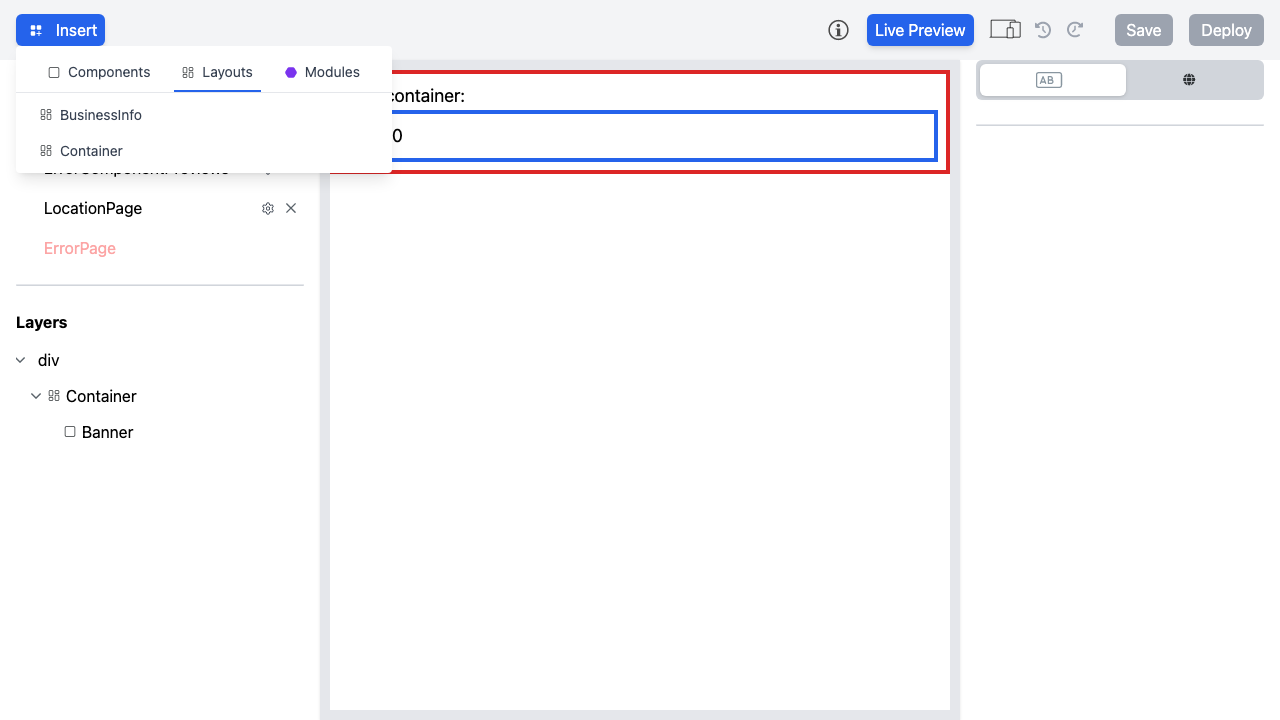 Insert
Live Preview
Save
Deploy
Components
Layouts
Modules
BusinessInfo
Container
container:
0
AB
LocationPage
ErrorPage
Layers
div
Container
Banner